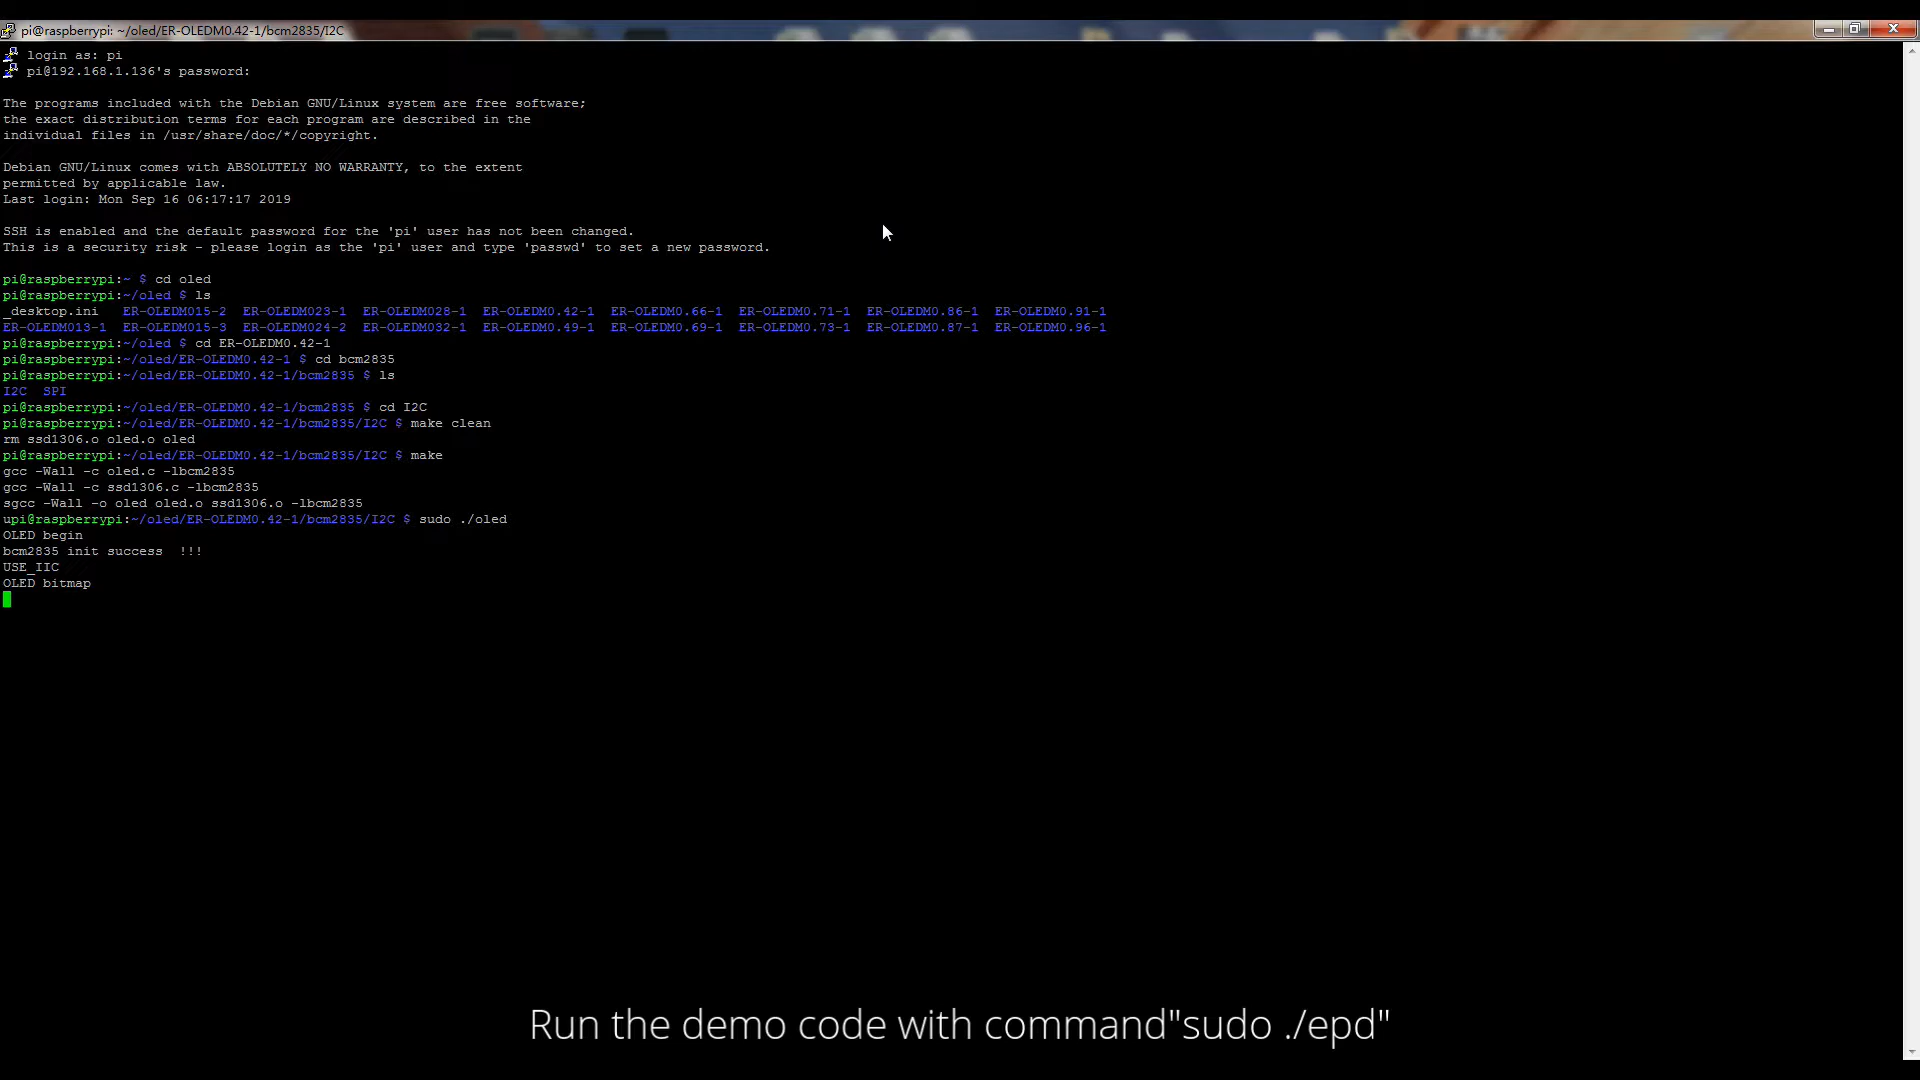 pi@raspberrypi: ~/oled/ER-OLEDM0.42-1/bcm2835/I2C
login as: pi
pi@192.168.1.136's password:
The programs included with the Debian GNU/Linux system are free software;
the exact distribution terms for each program are described in the
individual files in /usr/share/doc/*/copyright.
Debian GNU/Linux comes with ABSOLUTELY NO WARRANTY, to the extent
permitted by applicable law.
Last login: Mon Sep 16 06:17:17 2019
SSH is enabled and the default password for the 'pi' user has not been changed.
This is a security risk - please login as the 'pi' user and type 'passwd' to set a new password.
pi@raspberrypi:~ $ cd oled
pi@raspberrypi:~/oled $ ls
_desktop.ini ER-OLEDM015-2 ER-OLEDM023-1 ER-OLEDM028-1 ER-OLEDM0.42-1 ER-OLEDM0.66-1 ER-OLEDM0.71-1 ER-OLEDM0.86-1 ER-OLEDM0.91-1
ER-OLEDM013-1 ER-OLEDM015-3 ER-OLEDM024-2 ER-OLEDM032-1 ER-OLEDM0.49-1 ER-OLEDM0.69-1 ER-OLEDM0.73-1 ER-OLEDM0.87-1 ER-OLEDM0.96-1
pi@raspberrypi:~/oled $ cd ER-OLEDM0.42-1
pi@raspberrypi:~/oled/ER-OLEDM0.42-1 $ cd bcm2835
pi@raspberrypi:~/oled/ER-OLEDM0.42-1/bcm2835 $ ls
I2C SPI
pi@raspberrypi:~/oled/ER-OLEDM0.42-1/bcm2835 $ cd I2C
pi@raspberrypi:~/oled/ER-OLEDM0.42-1/bcm2835/I2C $ make clean
rm ssd1306.o oled.o oled
pi@raspberrypi:~/oled/ER-OLEDM0.42-1/bcm2835/I2C $ make
gcc -Wall -c oled.c -lbcm2835
gcc -Wall -c ssd1306.c -lbcm2835
sgcc -Wall -o oled oled.o ssd1306.o -lbcm2835
upi@raspberrypi:~/oled/ER-OLEDM0.42-1/bcm2835/I2C $ sudo ./oled
OLED begin
bcm2835 init success !!!
USE_IIC
OLED bitmap
Run the demo code with command"sudo ./epd"